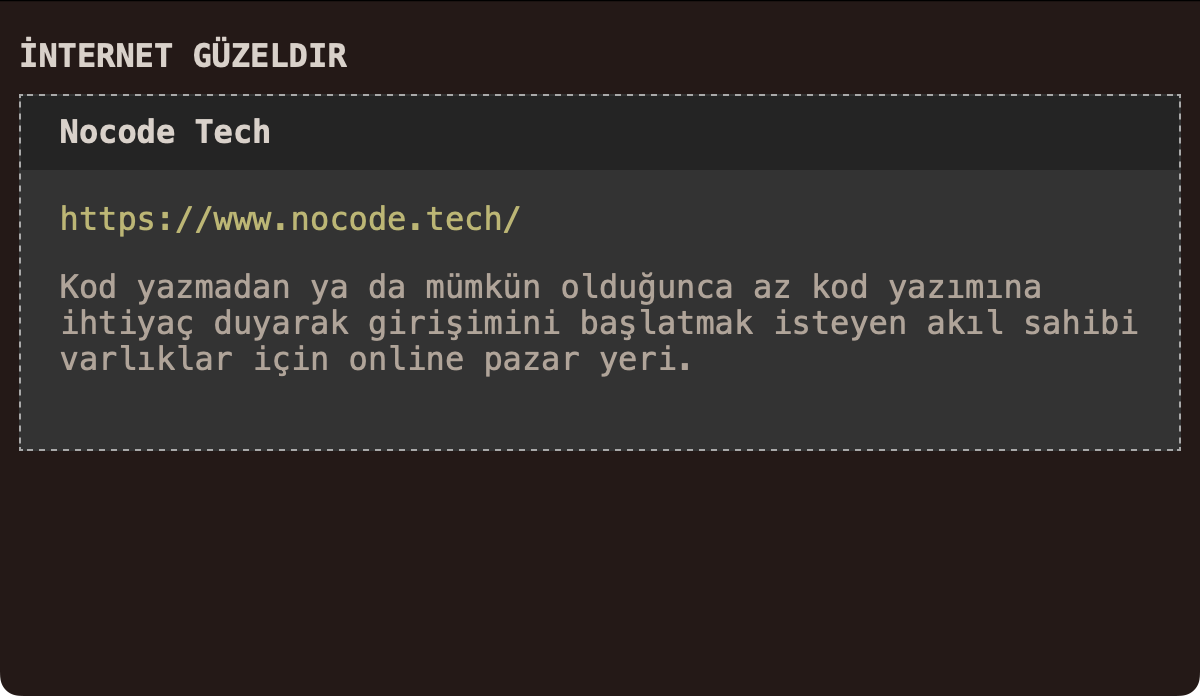 İNTERNET GÜZELDIR
Nocode Tech
https://www.nocode.tech/
Kod yazmadan ya da mümkün olduğunca az kod yazımına
ihtiyaç duyarak girişimini başlatmak isteyen akıl sahibi
varlıklar için online pazar yeri.